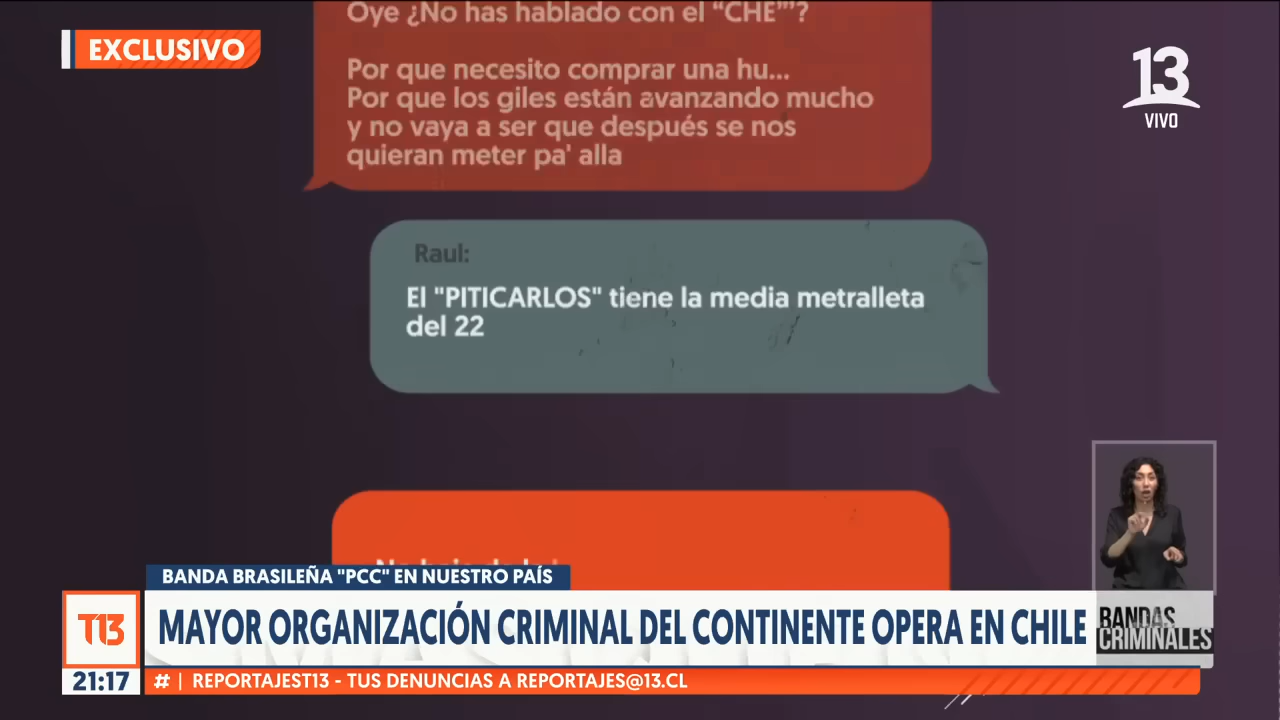 Oye ¿No has hablado con el “CHE”’?
Por que necesito comprar una hu...
Por que los giles están avanzando mucho
y no vaya a ser que después se nos
quieran meter pa' alla
EXCLUSIVO
13
VIVO
Raul:
El "PITICARLOS" tiene la media metralleta
del 22
BANDA BRASILEÑA "PCC" EN NUESTRO PAÍS
T13
MAYOR ORGANIZACIÓN CRIMINAL DEL CONTINENTE OPERA EN CHILE
BANDAS
CRIMINALES
21:17
# | REPORTAJEST13 - TUS DENUNCIAS A REPORTAJES@13.CL